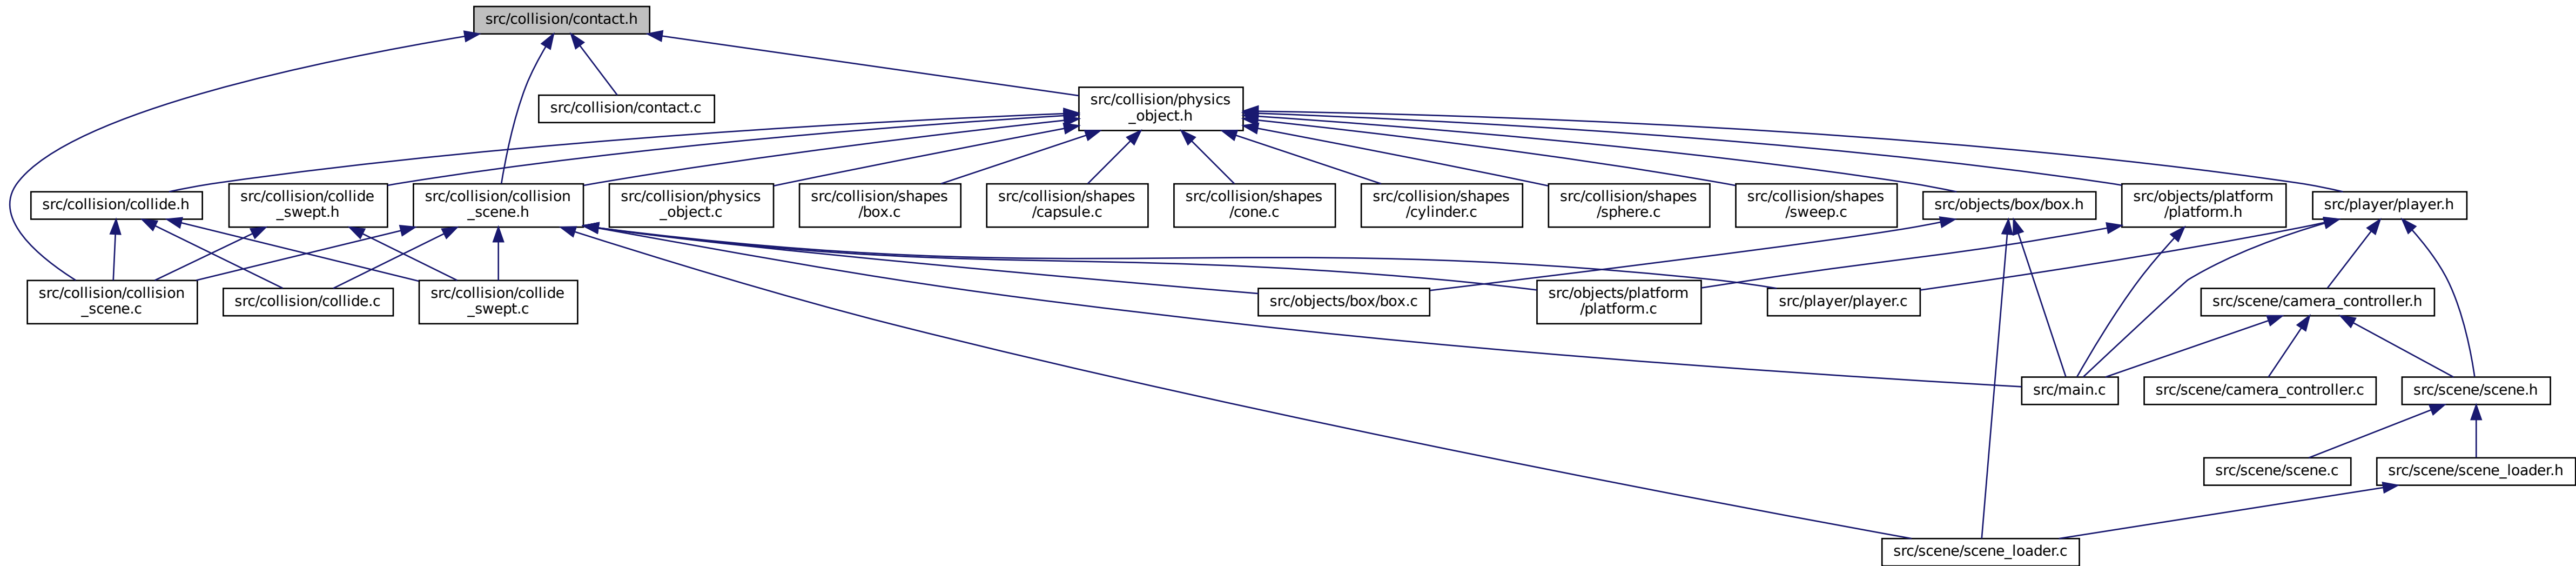 src/collision/contact.h
src/collision/contact.c
src/collision/physics
_object.h
src/collision/collide.h
src/collision/collide
_swept.h
src/collision/collision
_scene.h
src/collision/physics
_object.c
src/collision/shapes
/box.c
src/collision/shapes
/capsule.c
src/collision/shapes
/cone.c
src/collision/shapes
/cylinder.c
src/collision/shapes
/sphere.c
src/collision/shapes
/sweep.c
src/objects/box/box.h
src/objects/platform
/platform.h
src/player/player.h
src/collision/collision
_scene.c
src/collision/collide.c
src/collision/collide
_swept.c
src/objects/box/box.c
src/objects/platform
/platform.c
src/player/player.c
src/scene/camera_controller.h
src/main.c
src/scene/camera_controller.c
src/scene/scene.h
src/scene/scene.c
src/scene/scene_loader.h
src/scene/scene_loader.c